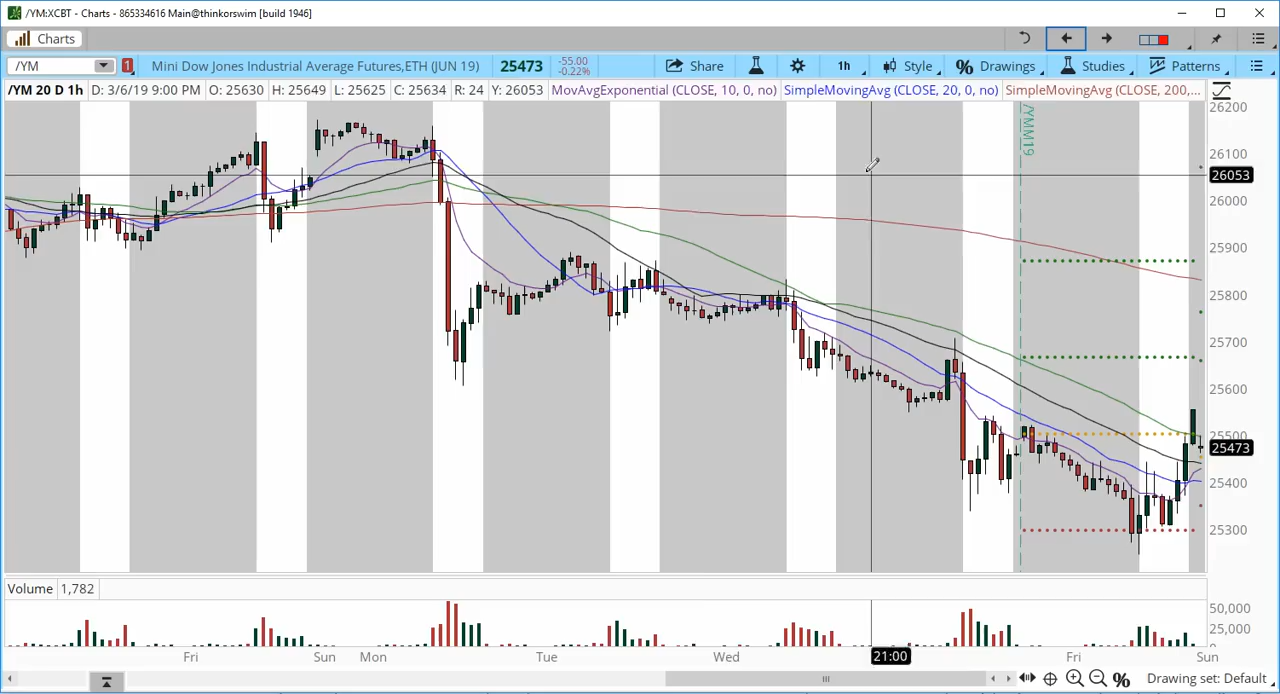 /YM:XCBT - Charts - 865334616 Main@thinkorswim [build 1946]
Charts
/YM 1 Mini Dow Jones Industrial Average Futures,ETH (JUN 19) 25473 -55.00 -0.22% Share 1h Style % Drawings Studies Patterns
/YM 20 D 1h D: 3/6/19 9:00 PM O: 25630 H: 25649 L: 25625 C: 25634 R: 24 Y: 26053 MovAvgExponential (CLOSE, 10, 0, no) SimpleMovingAvg (CLOSE, 20, 0, no) SimpleMovingAvg (CLOSE, 200,...
/YMM19
26200
26100
26053
26000
25900
25800
25700
25600
25500
25473
25400
25300
Volume 1,782
50,000
25,000
0
Fri Sun Mon Tue Wed 21:00 Fri Sun
% Drawing set: Default